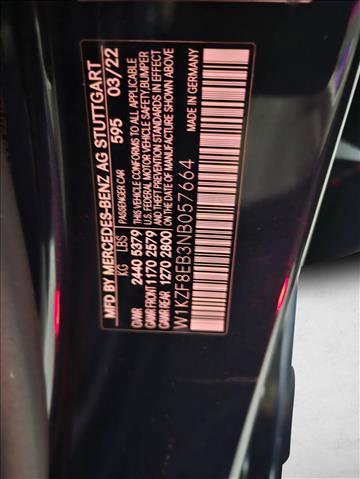 MFD BY MERCEDES-BENZ AG STUTTGART
PASSENGER CAR 595 03/22
KG LBS
GVWR 2440 5379
GAWR FRONT 1170 2579
GAWR REAR 1270 2800
THIS VEHICLE CONFORMS TO ALL APPLICABLE
U.S. FEDERAL MOTOR VEHICLE SAFETY, BUMPER
AND THEFT PREVENTION STANDARDS IN EFFECT
ON THE DATE OF MANUFACTURE SHOWN ABOVE
W1KZF8EB3NB057664
MADE IN GERMANY